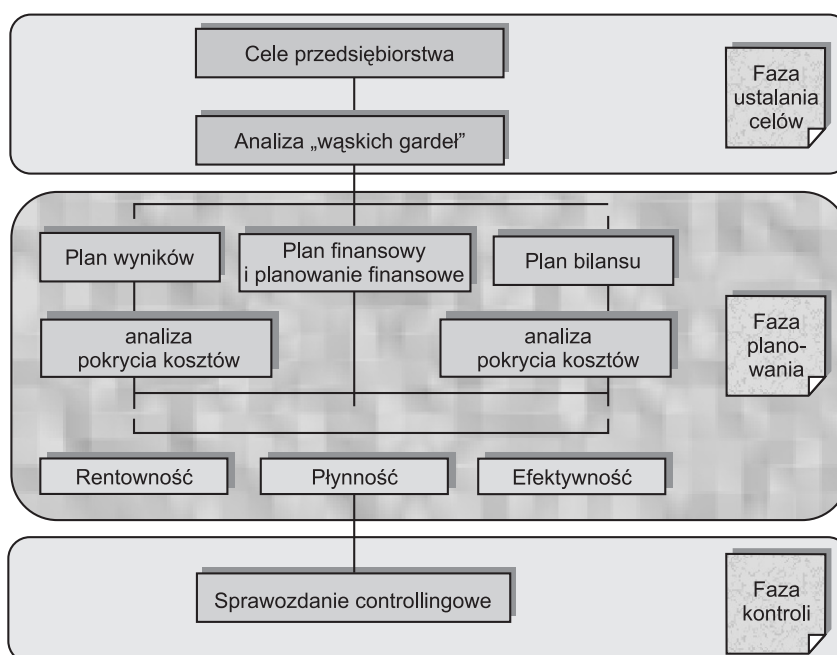 Cele przedsiębiorstwa
Analiza „wąskich gardeł”
Faza
ustalania
celów
Plan wyników
Plan finansowy
i planowanie finansowe
Plan bilansu
analiza
pokrycia kosztów
analiza
pokrycia kosztów
Faza
plano-
wania
Rentowność
Płynność
Efektywność
Sprawozdanie controllingowe
Faza
kontroli